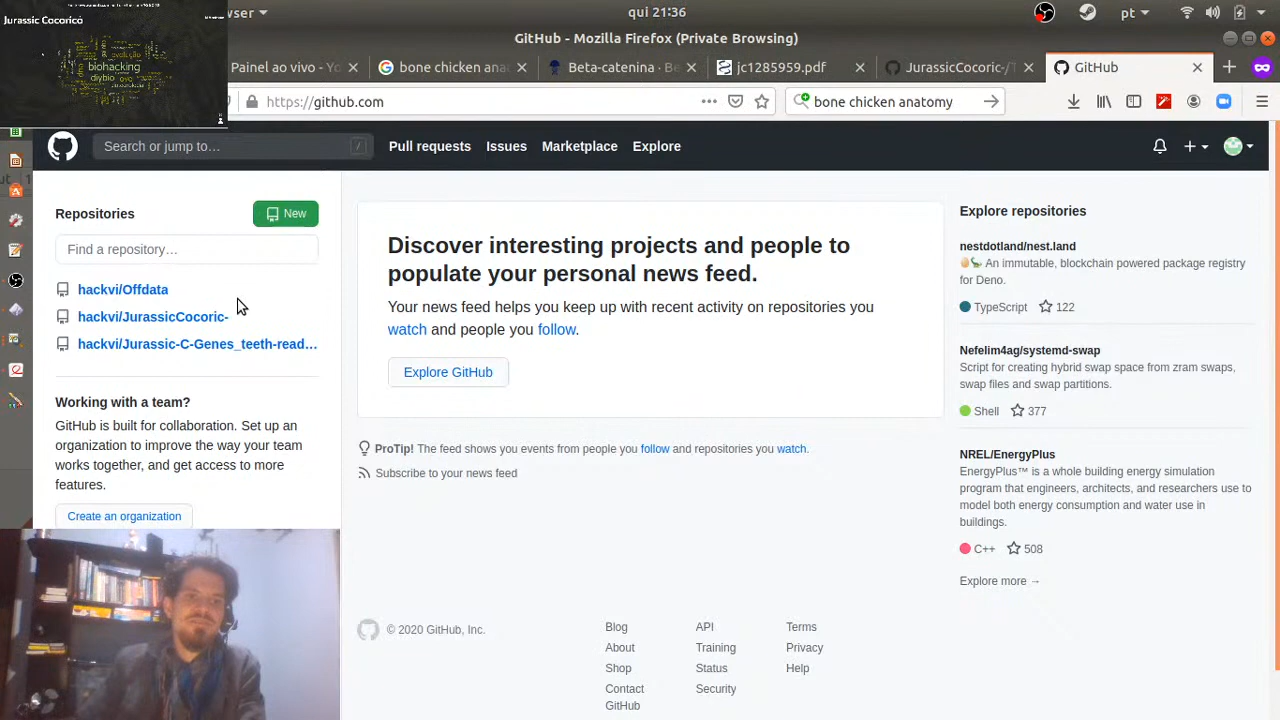 Jurassic Cocoricó
biohacking
diybio
evolução
ovo
owser
qui 21:36
pt
GitHub - Mozilla Firefox (Private Browsing)
Painel ao vivo - Yo
bone chicken ana
Beta-catenina - B
jc1285959.pdf
JurassicCocoric-/T
GitHub
https://github.com
bone chicken anatomy
Search or jump to…
/
Pull requests
Issues
Marketplace
Explore
Repositories
New
Find a repository…
hackvi/Offdata
hackvi/JurassicCocoric-
hackvi/Jurassic-C-Genes_teeth-read…
Working with a team?
GitHub is built for collaboration. Set up an
organization to improve the way your team
works together, and get access to more
features.
Create an organization
Discover interesting projects and people to
populate your personal news feed.
Your news feed helps you keep up with recent activity on repositories you
watch and people you follow.
Explore GitHub
ProTip! The feed shows you events from people you follow and repositories you watch.
Subscribe to your news feed
Explore repositories
nestdotland/nest.land
🥚🦕 An immutable, blockchain powered package registry
for Deno.
TypeScript 122
Nefelim4ag/systemd-swap
Script for creating hybrid swap space from zram swaps,
swap files and swap partitions.
Shell 377
NREL/EnergyPlus
EnergyPlus™ is a whole building energy simulation
program that engineers, architects, and researchers use to
model both energy consumption and water use in
buildings.
C++ 508
Explore more →
© 2020 GitHub, Inc.
Blog
About
Shop
Contact
GitHub
API
Training
Status
Security
Terms
Privacy
Help